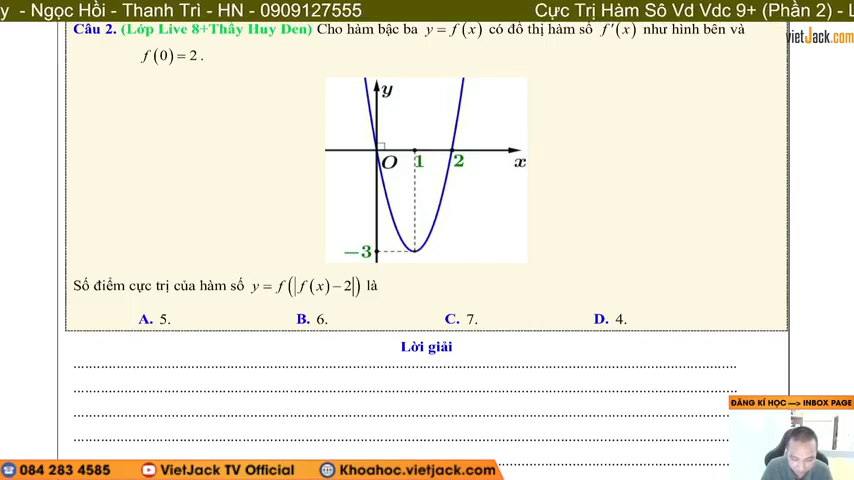 y - Ngọc Hồi - Thanh Trì - HN - 0909127555
Cực Trị Hàm Sô Vd Vdc 9+ (Phần 2) - L
vietJack.com
Câu 2. (Lớp Live 8+Thầy Huy Đen) Cho hàm bậc ba y = f(x) có đồ thị hàm số f'(x) như hình bên và
f(0) = 2.
y
O 1 2 x
−3
Số điểm cực trị của hàm số y = f(|f(x) − 2|) là
A. 5. B. 6. C. 7. D. 4.
Lời giải
ĐĂNG KÍ HỌC —> INBOX PAGE
084 283 4585 VietJack TV Official Khoahoc.vietjack.com